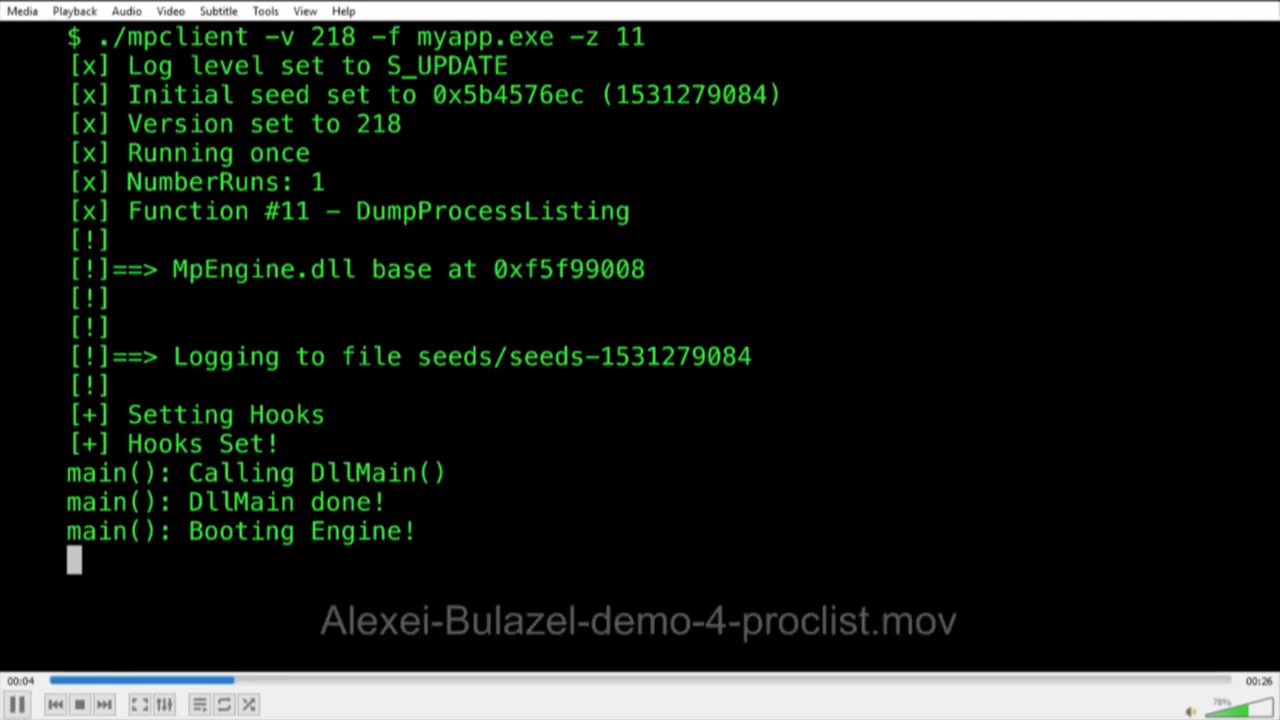 Media Playback Audio Video Subtitle Tools View Help
$ ./mpclient -v 218 -f myapp.exe -z 11
[x] Log level set to S_UPDATE
[x] Initial seed set to 0x5b4576ec (1531279084)
[x] Version set to 218
[x] Running once
[x] NumberRuns: 1
[x] Function #11 - DumpProcessListing
[!]
[!]==> MpEngine.dll base at 0xf5f99008
[!]
[!]
[!]==> Logging to file seeds/seeds-1531279084
[!]
[+] Setting Hooks
[+] Hooks Set!
main(): Calling DllMain()
main(): DllMain done!
main(): Booting Engine!
Alexei-Bulazel-demo-4-proclist.mov
00:04 00:26
78%